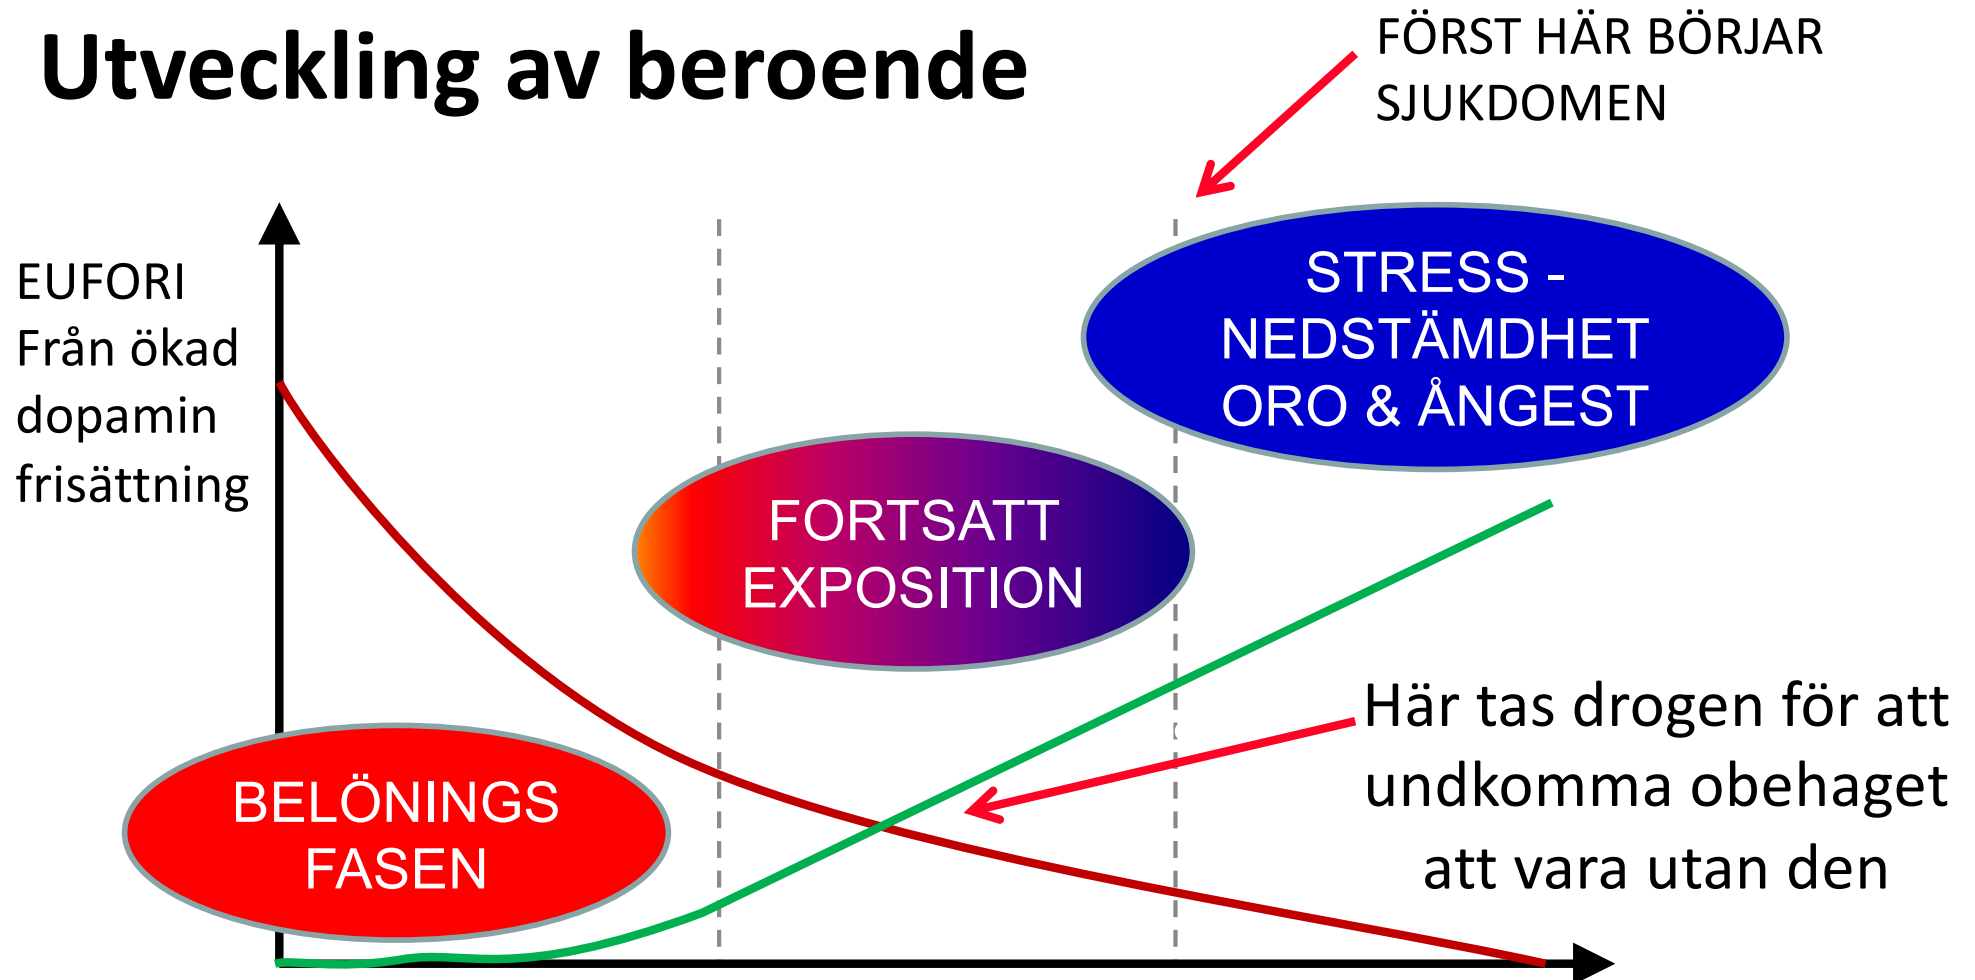 Utveckling av beroende
FÖRST HÄR BÖRJAR
SJUKDOMEN
EUFORI
Från ökad
dopamin
frisättning
STRESS -
NEDSTÄMDHET
ORO & ÅNGEST
FORTSATT
EXPOSITION
BELÖNINGS
FASEN
Här tas drogen för att
undkomma obehaget
att vara utan den